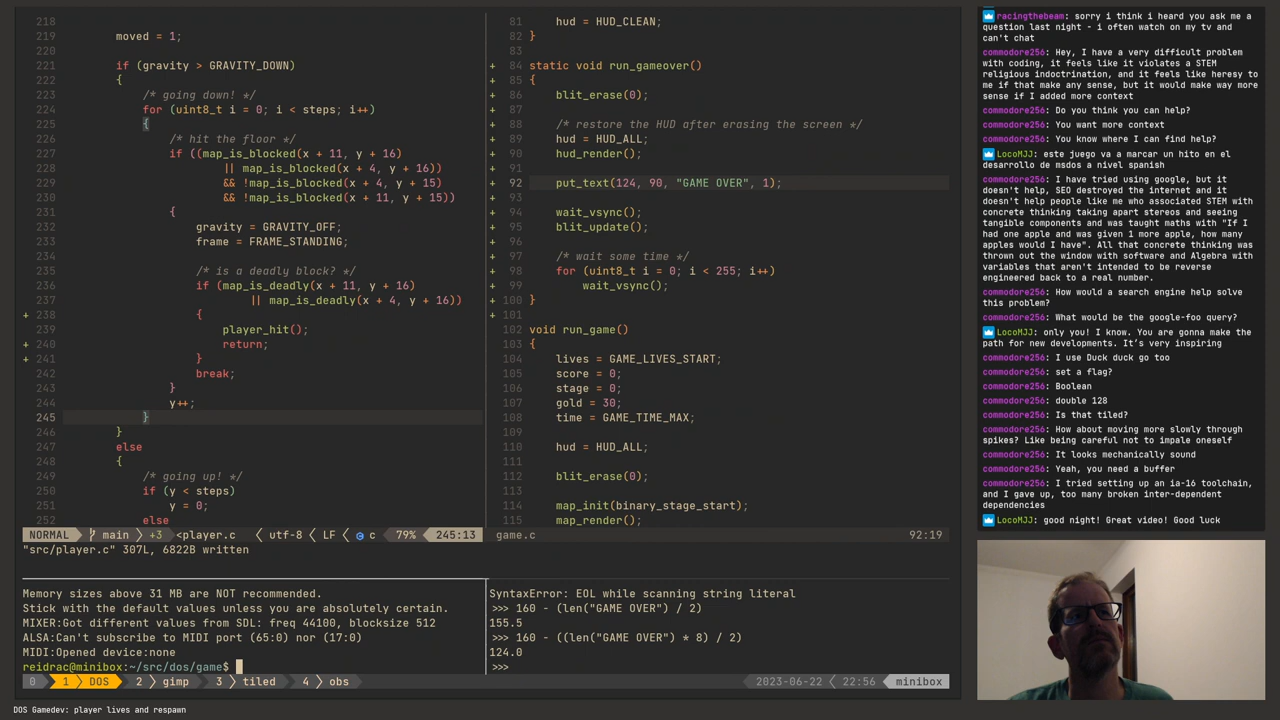 218
219 moved = 1;
220
221 if (gravity > GRAVITY_DOWN)
222 {
223 /* going down! */
224 for (uint8_t i = 0; i < steps; i++)
225 {
226 /* hit the floor */
227 if ((map_is_blocked(x + 11, y + 16)
228 || map_is_blocked(x + 4, y + 16))
229 && !map_is_blocked(x + 4, y + 15)
230 && !map_is_blocked(x + 11, y + 15))
231 {
232 gravity = GRAVITY_OFF;
233 frame = FRAME_STANDING;
234
235 /* is a deadly block? */
236 if (map_is_deadly(x + 11, y + 16)
237 || map_is_deadly(x + 4, y + 16))
+ 238 {
239 player_hit();
+ 240 return;
+ 241 }
242 break;
243 }
244 y++;
245 }
246 }
247 else
248 {
249 /* going up! */
250 if (y < steps)
251 y = 0;
252 else
NORMAL main +3 <player.c utf-8 < LF < c 79% 245:13
"src/player.c" 307L, 6822B written
81 hud = HUD_CLEAN;
82 }
83
+ 84 static void run_gameover()
+ 85 {
+ 86 blit_erase(0);
+ 87
+ 88 /* restore the HUD after erasing the screen */
+ 89 hud = HUD_ALL;
+ 90 hud_render();
+ 91
+ 92 put_text(124, 90, "GAME OVER", 1);
+ 93
+ 94 wait_vsync();
+ 95 blit_update();
+ 96
+ 97 /* wait some time */
+ 98 for (uint8_t i = 0; i < 255; i++)
+ 99 wait_vsync();
+ 100 }
+ 101
102 void run_game()
103 {
104 lives = GAME_LIVES_START;
105 score = 0;
106 stage = 0;
107 gold = 30;
108 time = GAME_TIME_MAX;
109
110 hud = HUD_ALL;
111
112 blit_erase(0);
113
114 map_init(binary_stage_start);
115 map_render();
game.c 92:19
Memory sizes above 31 MB are NOT recommended.
Stick with the default values unless you are absolutely certain.
MIXER:Got different values from SDL: freq 44100, blocksize 512
ALSA:Can't subscribe to MIDI port (65:0) nor (17:0)
MIDI:Opened device:none
reidrac@minibox:~/src/dos/game$
SyntaxError: EOL while scanning string literal
>>> 160 - (len("GAME OVER") / 2)
155.5
>>> 160 - ((len("GAME OVER") * 8) / 2)
124.0
>>>
0 1 DOS 2 gimp 3 tiled 4 obs 2023-06-22 22:56 minibox
racingthebeam: sorry i think i heard you ask me a
question last night - i often watch on my tv and
can't chat
commodore256: Hey, I have a very difficult problem
with coding, it feels like it violates a STEM
religious indoctrination, and it feels like heresy to
me if that make any sense, but it would make way more
sense if I added more context
commodore256: Do you think you can help?
commodore256: You want more context
commodore256: You know where I can find help?
LocoMJJ: este juego va a marcar un hito en el
desarrollo de msdos a nivel spanish
commodore256: I have tried using google, but it
doesn't help, SEO destroyed the internet and it
doesn't help people like me who associated STEM with
concrete thinking taking apart stereos and seeing
tangible components and was taught maths with "If I
had one apple and was given 1 more apple, how many
apples would I have". All that concrete thinking was
thrown out the window with software and Algebra with
variables that aren't intended to be reverse
engineered back to a real number.
commodore256: How would a search engine help solve
this problem?
commodore256: What would be the google-foo query?
LocoMJJ: only you! I know. You are gonna make the
path for new developments. It's very inspiring
commodore256: I use Duck duck go too
commodore256: set a flag?
commodore256: Boolean
commodore256: double 128
commodore256: Is that tiled?
commodore256: How about moving more slowly through
spikes? Like being careful not to impale oneself
commodore256: It looks mechanically sound
commodore256: Yeah, you need a buffer
commodore256: I tried setting up an ia-16 toolchain,
and I gave up, too many broken inter-dependent
dependencies
LocoMJJ: good night! Great video! Good luck
DOS Gamedev: player lives and respawn